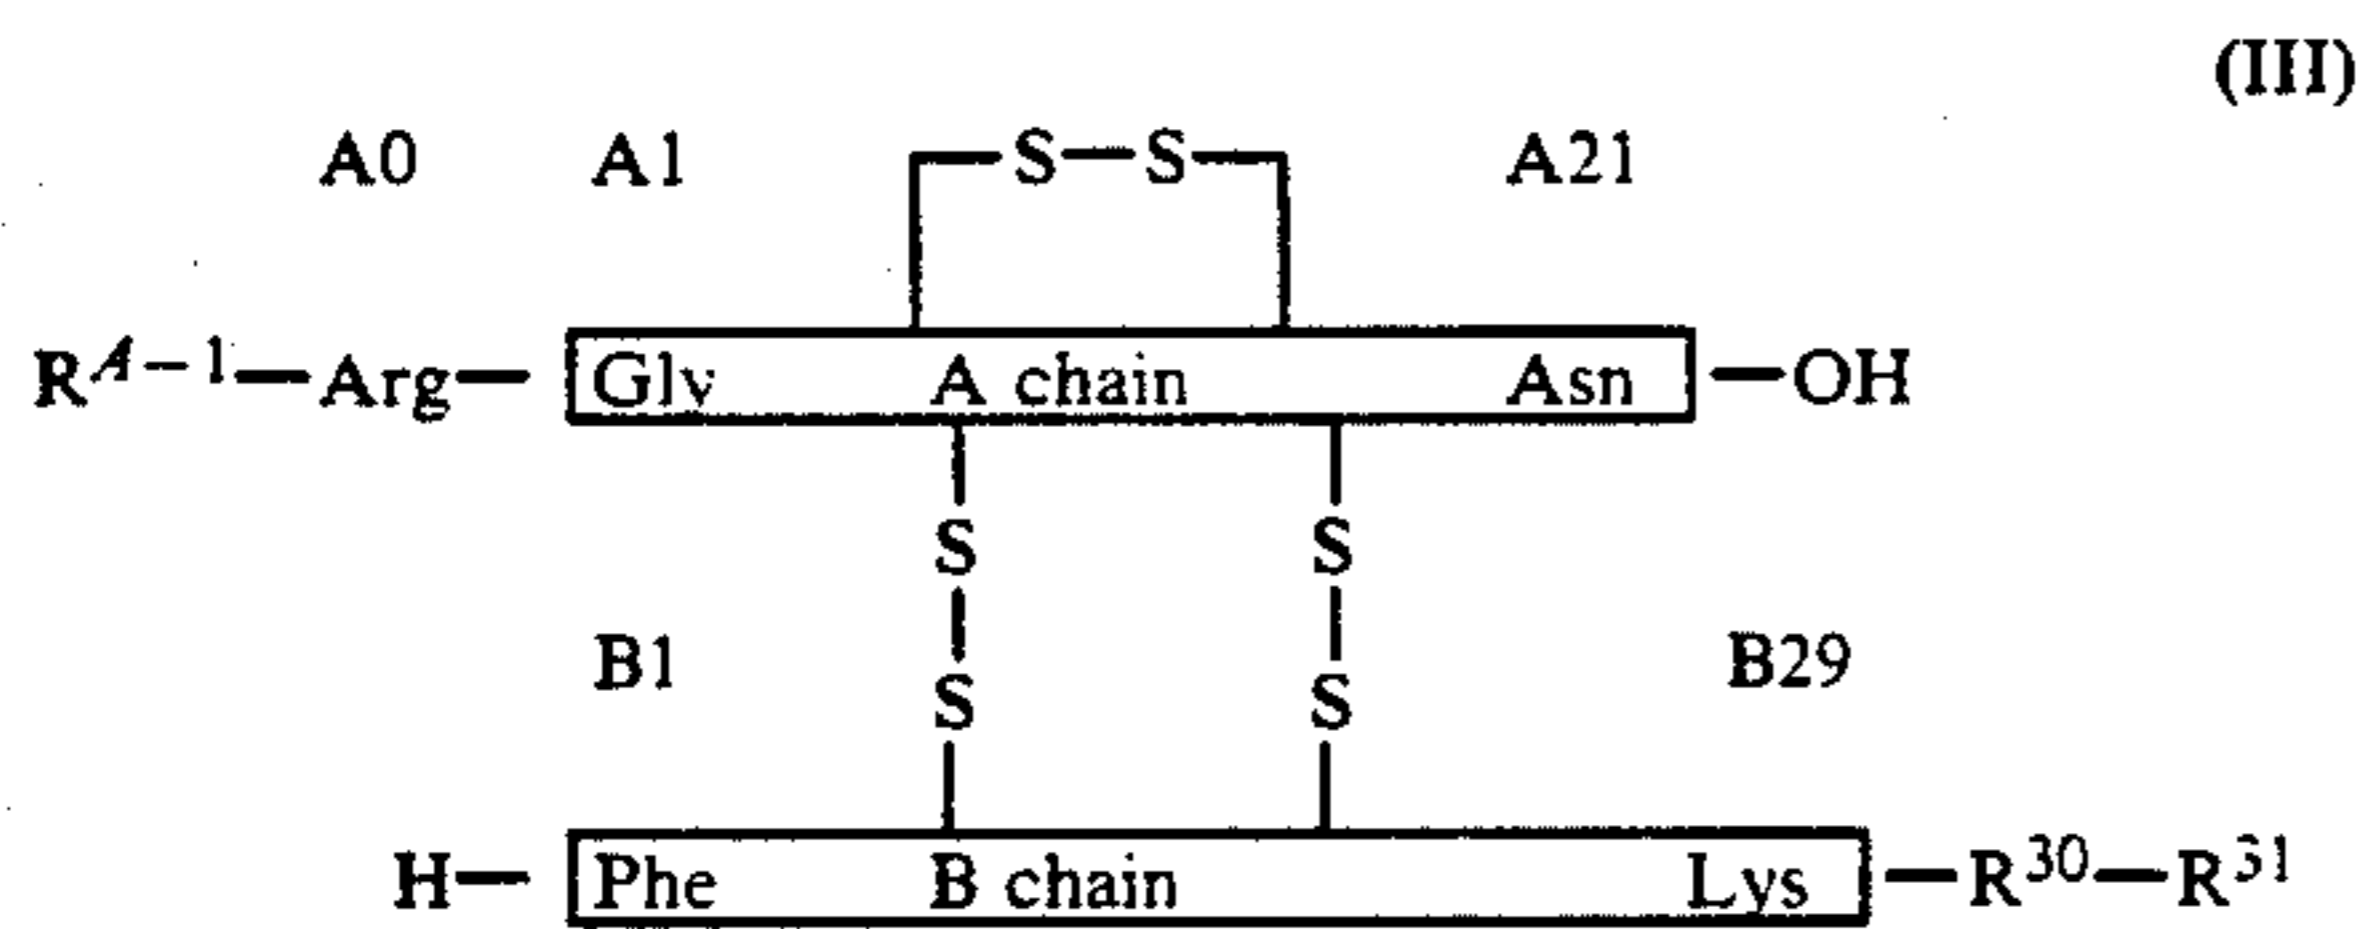 (III)
A0 A1 S—S A21
R^A−1—Arg— Gly A chain Asn —OH
S S
B1 B29
S S
H— Phe B chain Lys —R^30—R^31